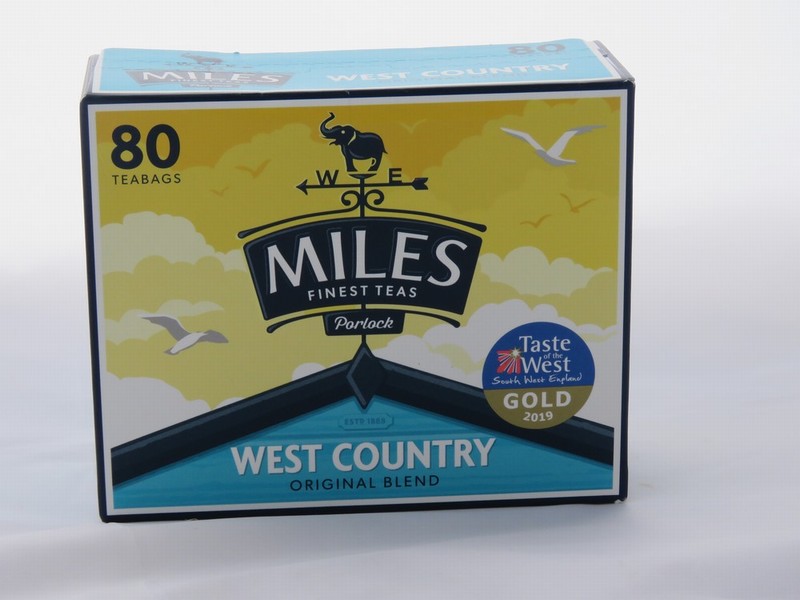 80
MILES
WEST COUNTRY
80
TEABAGS
W E
MILES
FINEST TEAS
Porlock
Taste
of the
West
South West England
GOLD
2019
ESTD 1888
WEST COUNTRY
ORIGINAL BLEND